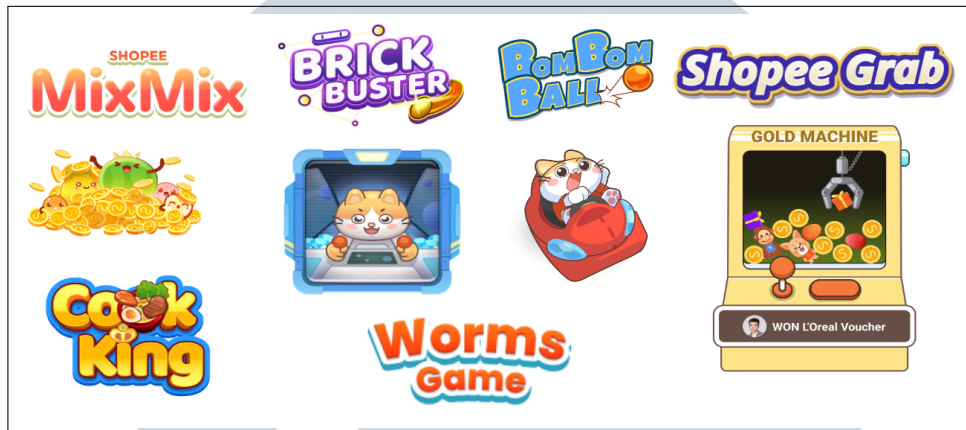 SHOPEE
MixMix
BRICK
BUSTER
BOMBOM
BALL
Shopee Grab
GOLD MACHINE
WON L'Oreal Voucher
Cook
King
Worms
Game